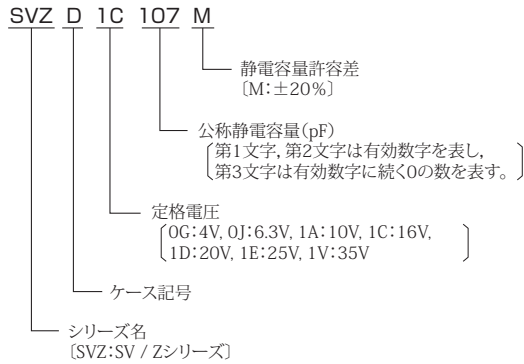 SVZ D 1C 107 M
静電容量許容差
〔M：±20%〕
公称静電容量(pF)
第1文字, 第2文字は有効数字を表し,
第3文字は有効数字に続く0の数を表す。
定格電圧
0G：4V, 0J：6.3V, 1A：10V, 1C：16V,
1D：20V, 1E：25V, 1V：35V
ケース記号
シリーズ名
〔SVZ：SV / Zシリーズ〕